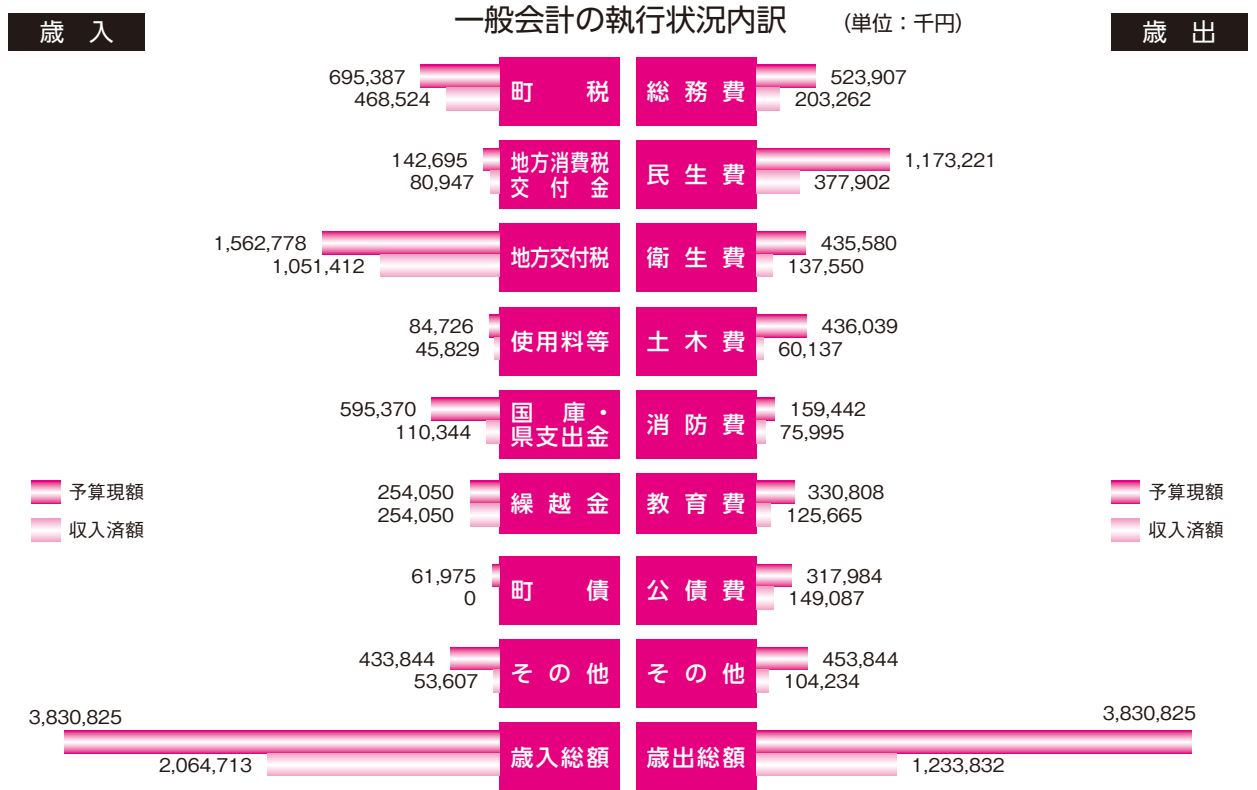 一般会計の執行状況内訳 (単位：千円)
歳入
歳出
695,387
468,524
町税
総務費
523,907
203,262
142,695
80,947
地方消費税
交付金
民生費
1,173,221
377,902
1,562,778
1,051,412
地方交付税
衛生費
435,580
137,550
84,726
45,829
使用料等
土木費
436,039
60,137
595,370
110,344
国庫・
県支出金
消防費
159,442
75,995
254,050
254,050
繰越金
教育費
330,808
125,665
予算現額
収入済額
予算現額
収入済額
61,975
0
町債
公債費
317,984
149,087
433,844
53,607
その他
その他
453,844
104,234
3,830,825
2,064,713
歳入総額
歳出総額
3,830,825
1,233,832